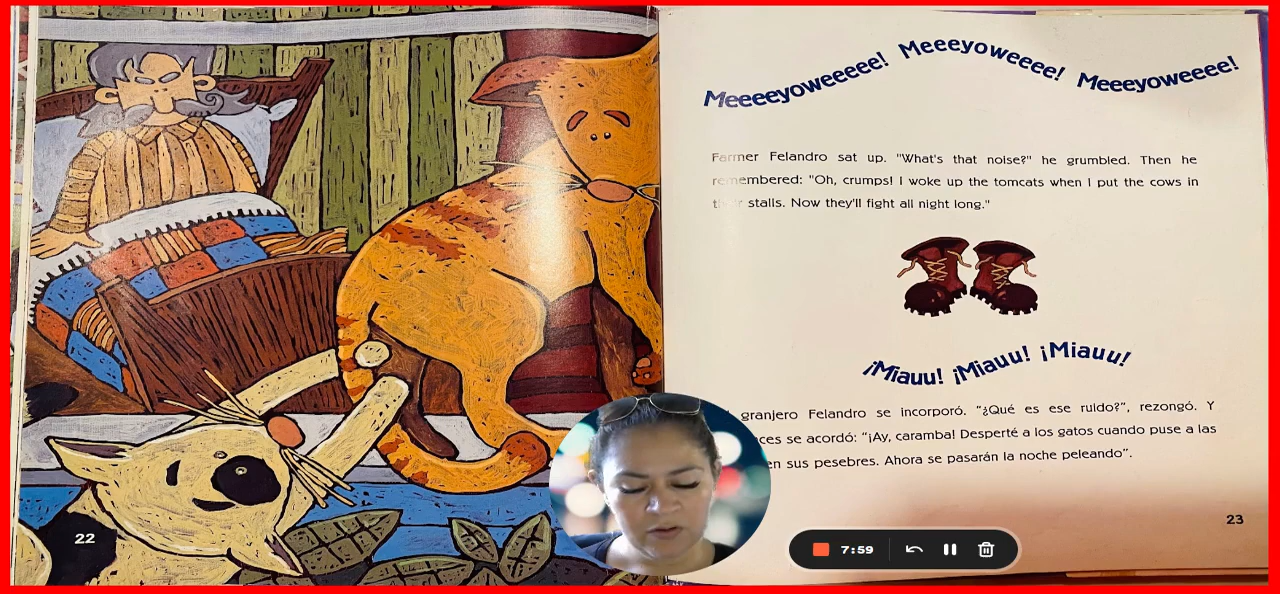 Meeeeyoweeeee! Meeeyoweeee! Meeeyoweeee!
Farmer Felandro sat up. "What's that noise?" he grumbled. Then he
remembered: "Oh, crumps! I woke up the tomcats when I put the cows in
their stalls. Now they'll fight all night long."
¡Miauu! ¡Miauu! ¡Miauu!
granjero Felandro se incorporó. "¿Qué es ese ruido?", rezongó. Y
se acordó: "¡Ay, caramba! Desperté a los gatos cuando puse a las
en sus pesebres. Ahora se pasarán la noche peleando".
22
23
7:59